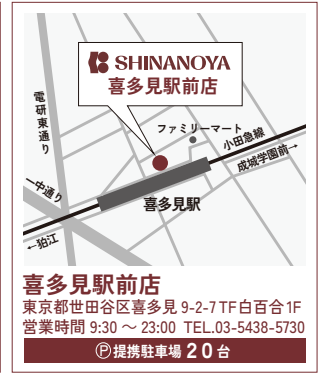 SHINANOYA
喜多見駅前店
電研東通り
ファミリーマート
小田急線
成城学園前→
一中通り
喜多見駅
←狛江
喜多見駅前店
東京都世田谷区喜多見 9-2-7 TF白百合1F
営業時間 9:30 ～ 23:00 TEL.03-5438-5730
Ⓟ提携駐車場20台